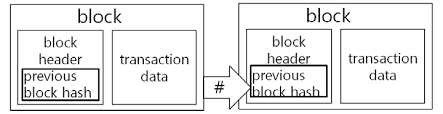 block
block
header
previous
block hash
transaction
data
#
block
block
header
previous
block hash
transaction
data